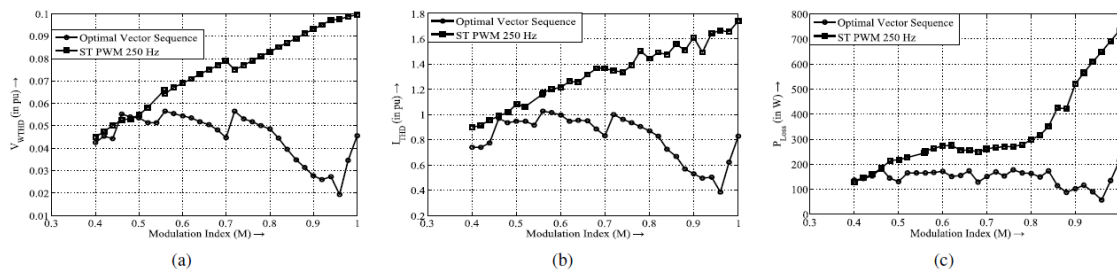 (a)
0.1
0.09
0.08
0.07
0.06
0.05
0.04
0.03
0.02
0.01
V_WTHD (in pu) →
Optimal Vector Sequence
ST PWM 250 Hz
0.3 0.4 0.5 0.6 0.7 0.8 0.9 1
Modulation Index (M) →
(a)
(b)
1.8
1.6
1.4
1.2
1
0.8
0.6
0.4
0.2
I_THD (in pu) →
Optimal Vector Sequence
ST PWM 250 Hz
0.3 0.4 0.5 0.6 0.7 0.8 0.9 1
Modulation Index (M) →
(b)
(c)
800
700
600
500
400
300
200
100
0
P_Loss (in W) →
Optimal Vector Sequence
ST PWM 250 Hz
0.3 0.4 0.5 0.6 0.7 0.8 0.9
Modulation Index (M) →
(c)